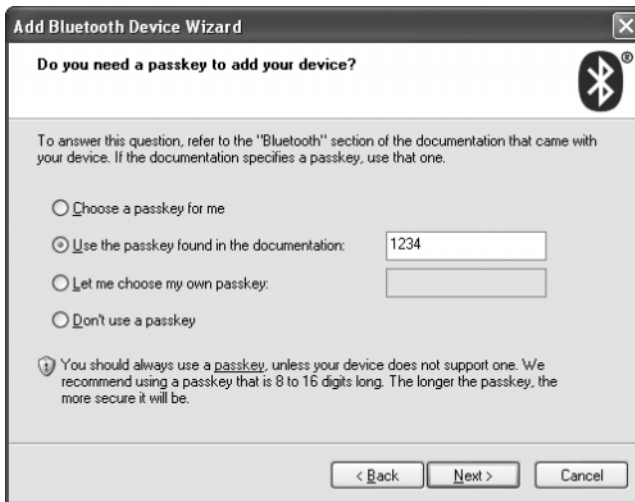 Add Bluetooth Device Wizard
Do you need a passkey to add your device?
®
To answer this question, refer to the "Bluetooth" section of the documentation that came with
your device. If the documentation specifies a passkey, use that one.
Choose a passkey for me
Use the passkey found in the documentation: 1234
Let me choose my own passkey:
Don't use a passkey
You should always use a passkey, unless your device does not support one. We
recommend using a passkey that is 8 to 16 digits long. The longer the passkey, the
more secure it will be.
< Back Next > Cancel